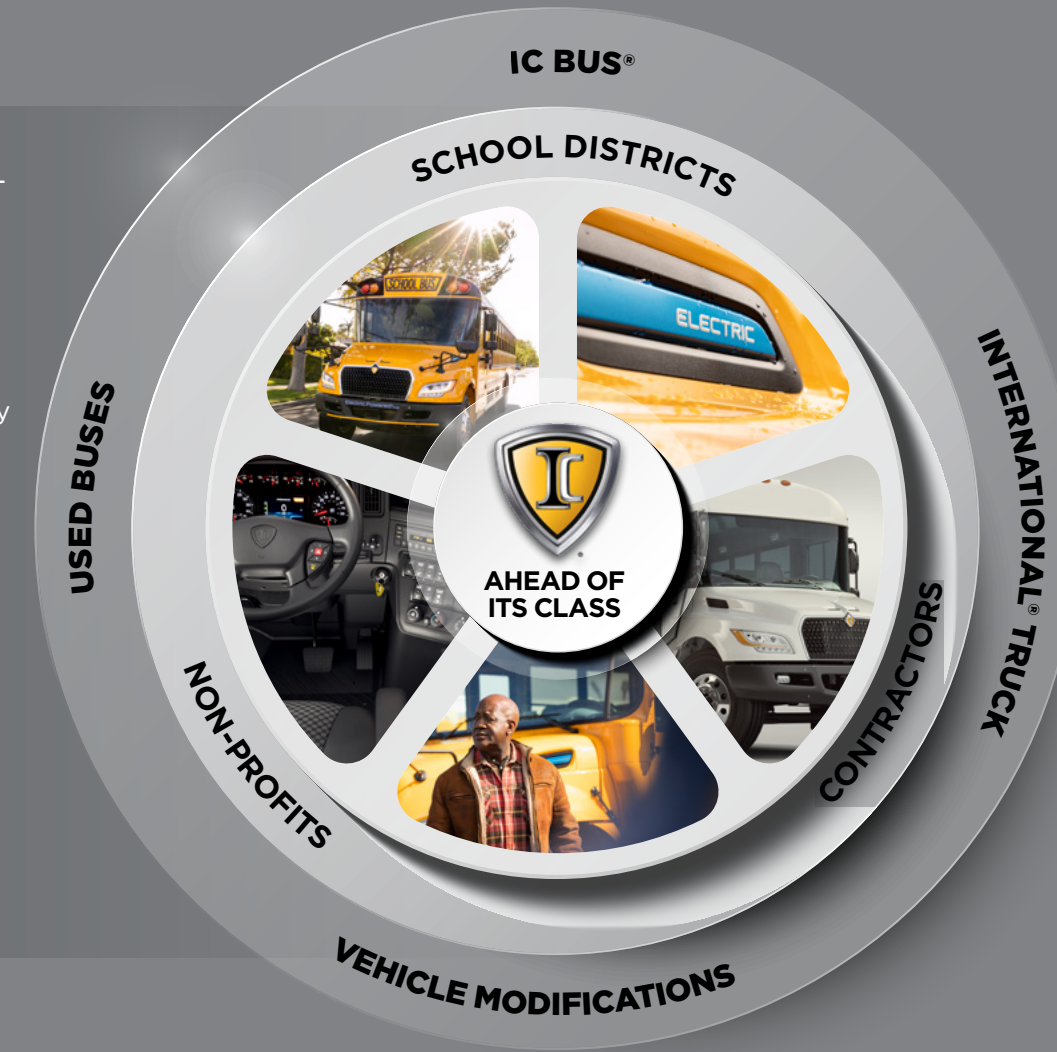 IC BUS®
SCHOOL DISTRICTS
SCHOOL BUS
ELECTRIC
USED BUSES
INTERNATIONAL® TRUCK
IC
AHEAD OF
ITS CLASS
CONTRACTORS
NON-PROFITS
VEHICLE MODIFICATIONS